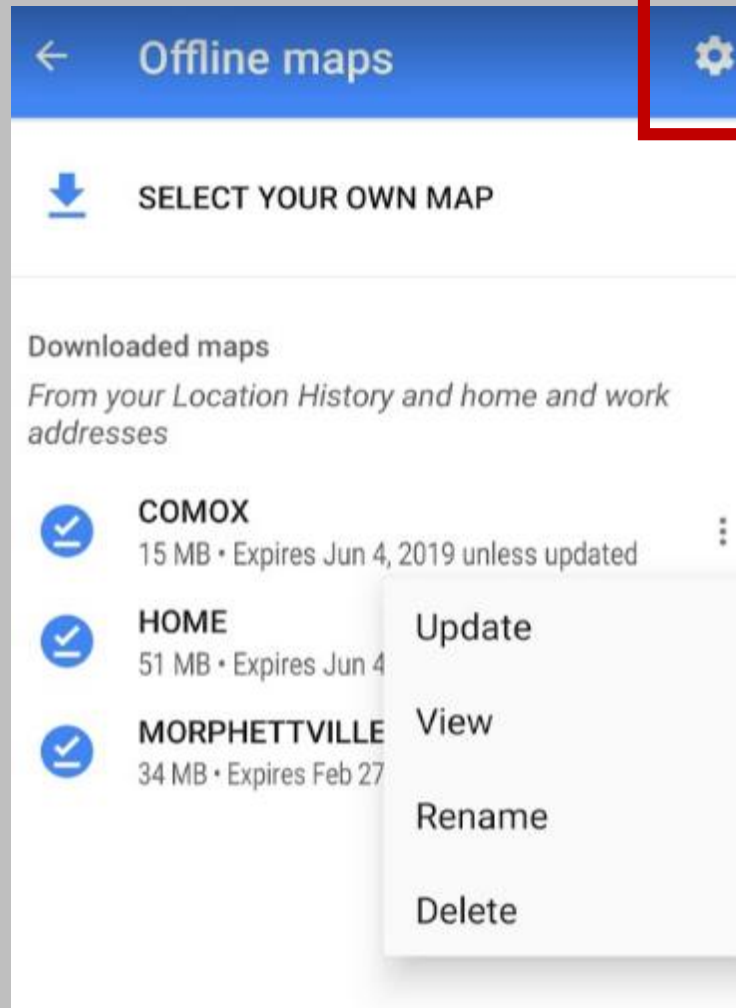 Offline maps
SELECT YOUR OWN MAP
Downloaded maps
From your Location History and home and work
addresses
COMOX
15 MB • Expires Jun 4, 2019 unless updated
HOME
51 MB • Expires Jun 4
MORPHETTVILLE
34 MB • Expires Feb 27
Update
View
Rename
Delete